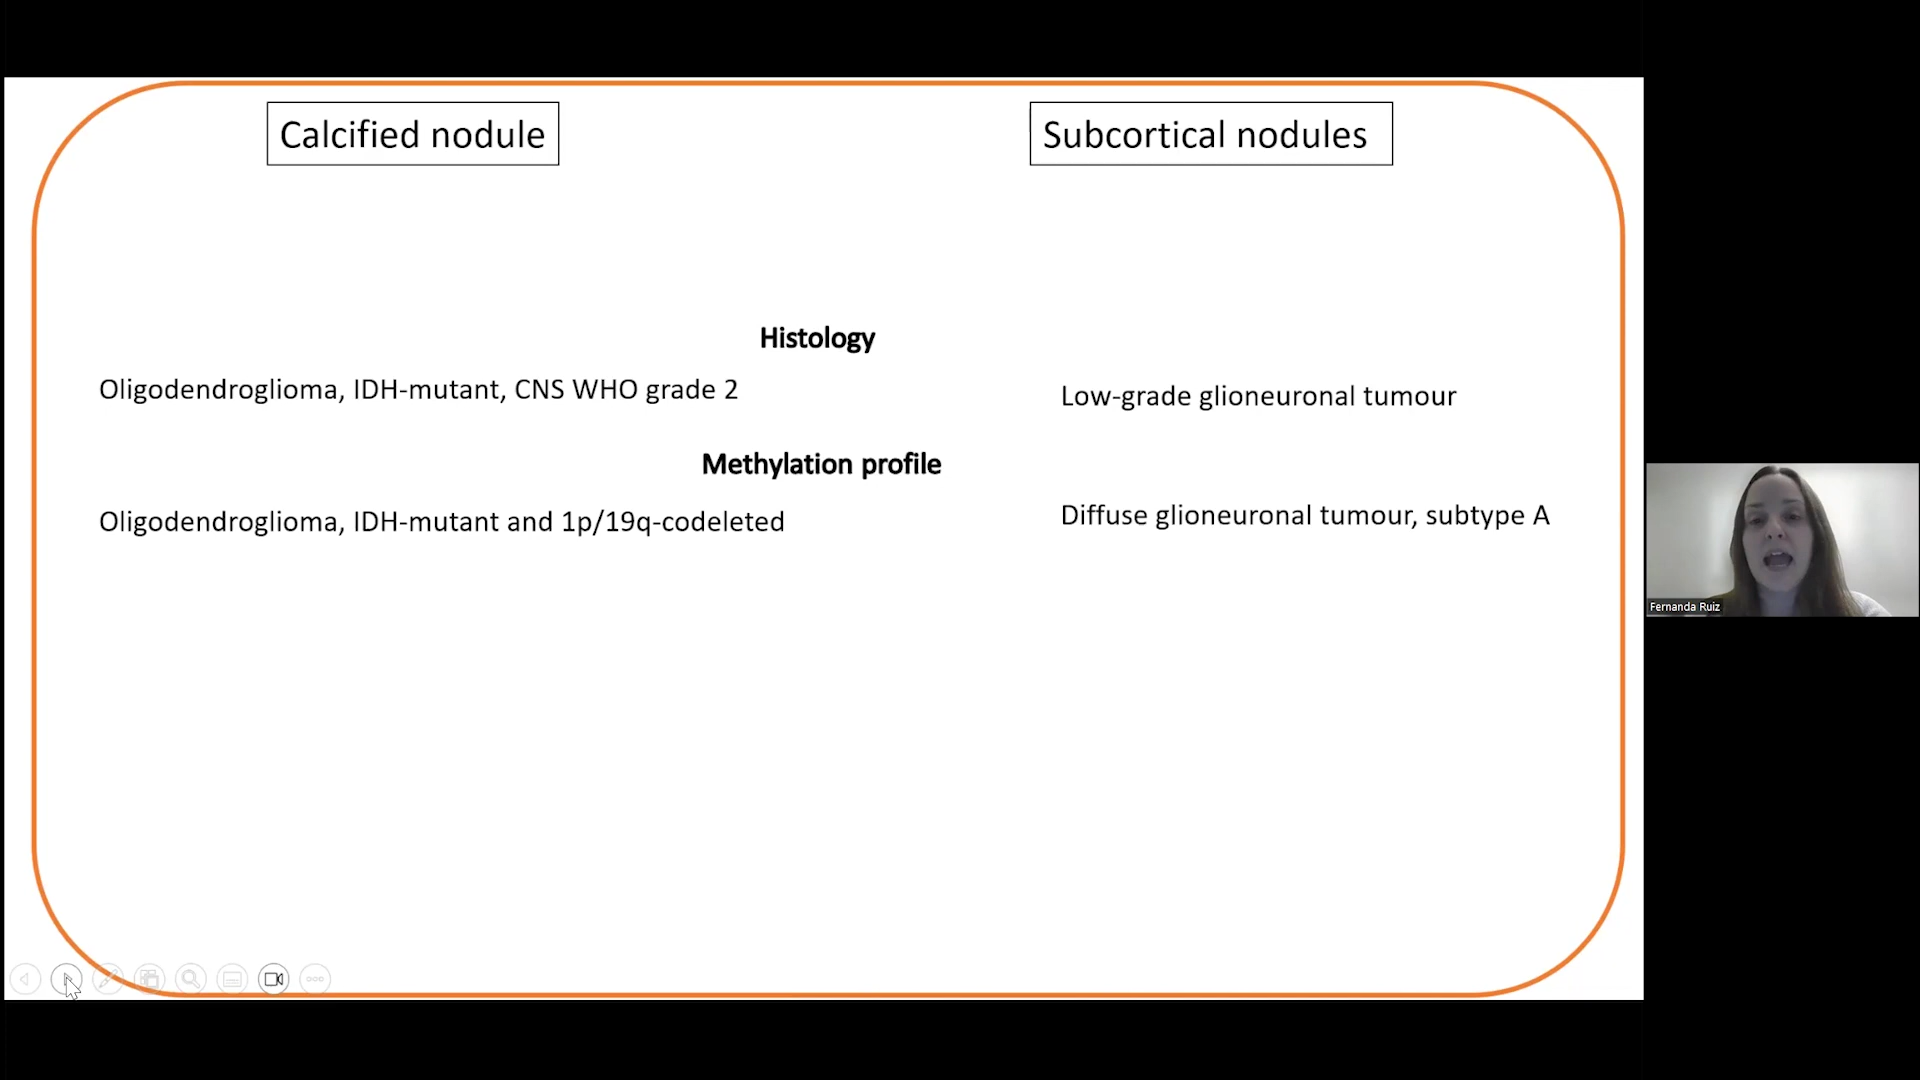 Calcified nodule
Subcortical nodules
Histology
Oligodendroglioma, IDH-mutant, CNS WHO grade 2
Low-grade glioneuronal tumour
Methylation profile
Oligodendroglioma, IDH-mutant and 1p/19q-codeleted
Diffuse glioneuronal tumour, subtype A
Fernanda Ruiz